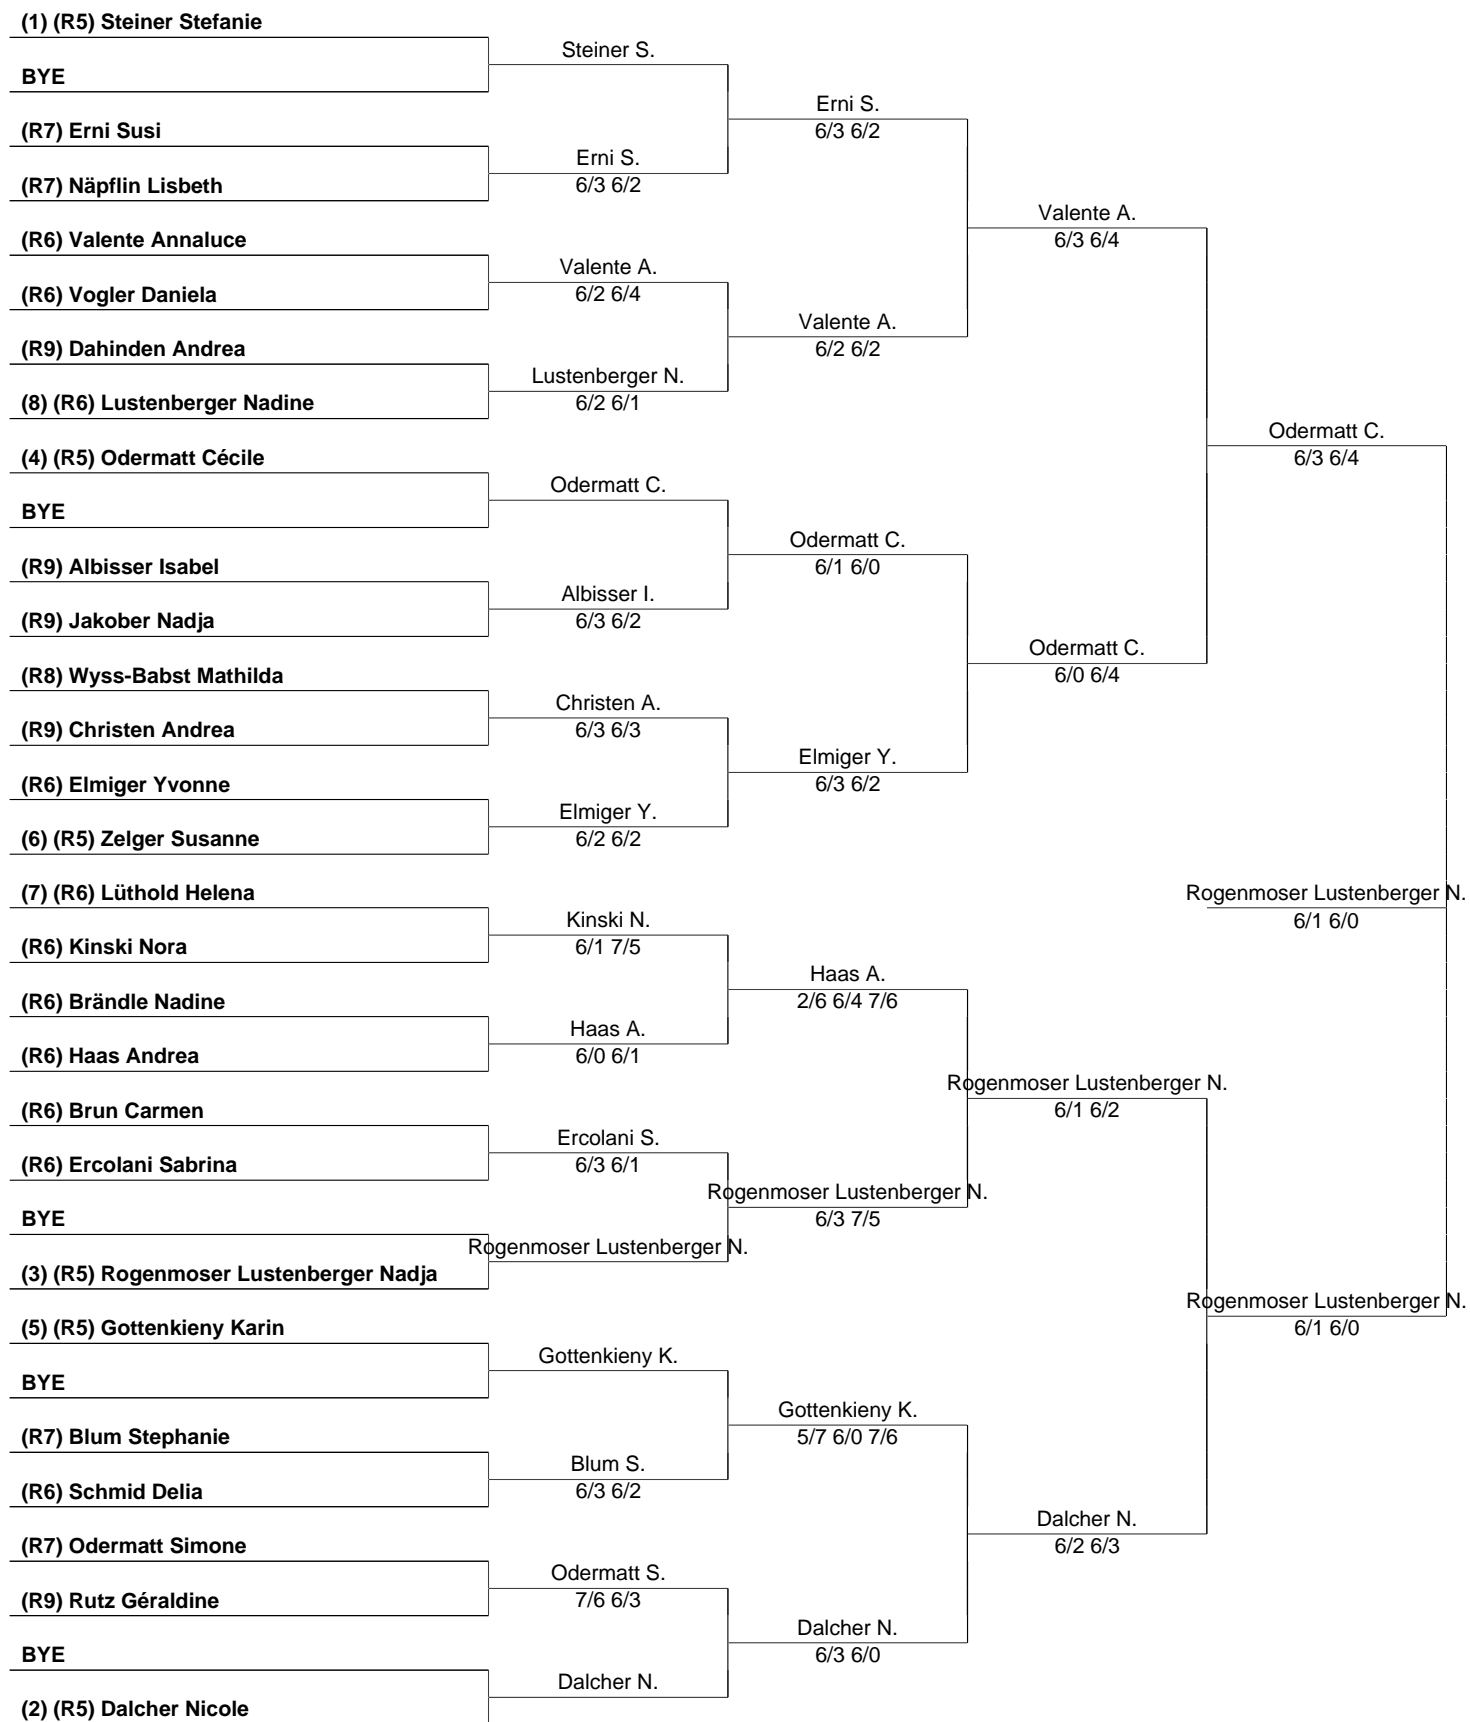 (1) (R5) Steiner Stefanie
Steiner S.
BYE
Erni S.
6/3 6/2
(R7) Erni Susi
Erni S.
6/3 6/2
(R7) Näpflin Lisbeth
Valente A.
6/3 6/4
(R6) Valente Annaluce
Valente A.
6/2 6/4
(R6) Vogler Daniela
Valente A.
6/2 6/2
(R9) Dahinden Andrea
Lustenberger N.
6/2 6/1
(8) (R6) Lustenberger Nadine
Odermatt C.
6/3 6/4
(4) (R5) Odermatt Cécile
Odermatt C.
BYE
Odermatt C.
6/1 6/0
(R9) Albisser Isabel
Albisser I.
6/3 6/2
(R9) Jakober Nadja
Odermatt C.
6/0 6/4
(R8) Wyss-Babst Mathilda
Christen A.
6/3 6/3
(R9) Christen Andrea
Elmiger Y.
6/3 6/2
(R6) Elmiger Yvonne
Elmiger Y.
6/2 6/2
(6) (R5) Zelger Susanne
(7) (R6) Lüthold Helena
Rogenmoser Lustenberger N.
6/1 6/0
Kinski N.
6/1 7/5
(R6) Kinski Nora
Haas A.
2/6 6/4 7/6
(R6) Brändle Nadine
Haas A.
6/0 6/1
(R6) Haas Andrea
Rogenmoser Lustenberger N.
6/1 6/2
(R6) Brun Carmen
Ercolani S.
6/3 6/1
(R6) Ercolani Sabrina
Rogenmoser Lustenberger N.
6/3 7/5
BYE
Rogenmoser Lustenberger N.
(3) (R5) Rogenmoser Lustenberger Nadja
Rogenmoser Lustenberger N.
6/1 6/0
(5) (R5) Gottenkieny Karin
Gottenkieny K.
BYE
Gottenkieny K.
5/7 6/0 7/6
(R7) Blum Stephanie
Blum S.
6/3 6/2
(R6) Schmid Delia
Dalcher N.
6/2 6/3
(R7) Odermatt Simone
Odermatt S.
7/6 6/3
(R9) Rutz Géraldine
Dalcher N.
6/3 6/0
BYE
Dalcher N.
(2) (R5) Dalcher Nicole